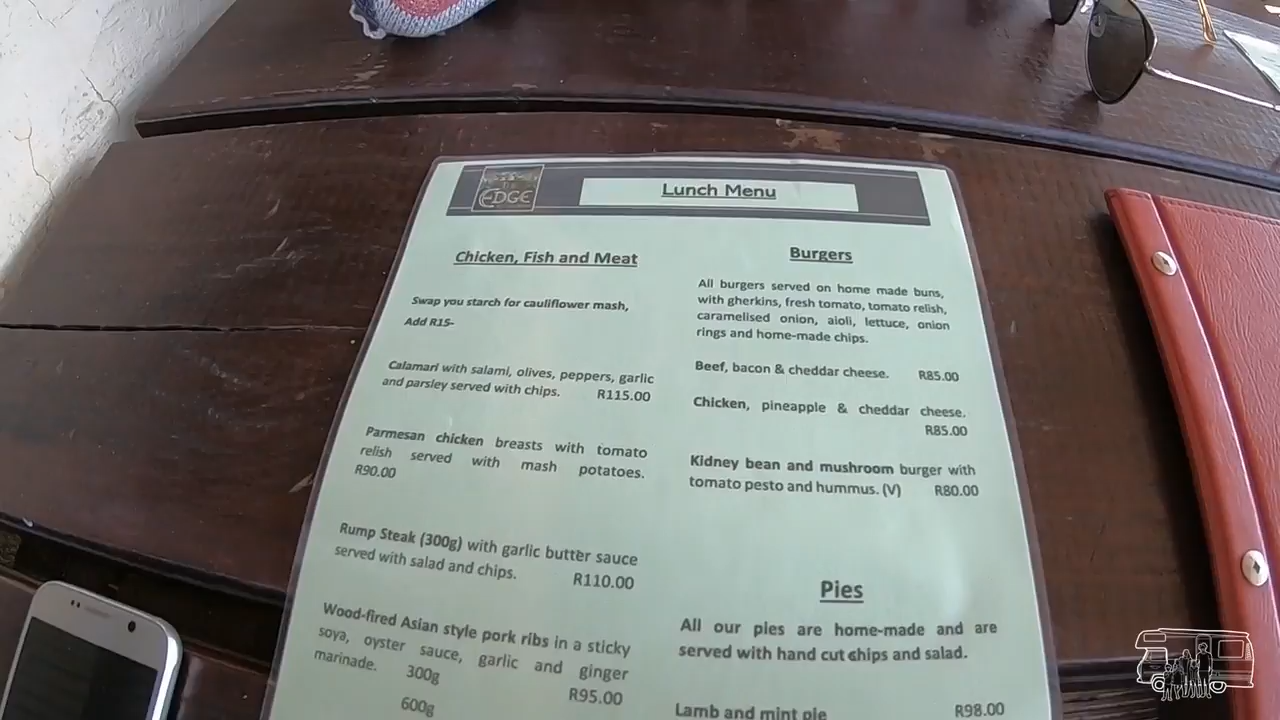 EDGE
Lunch Menu
Chicken, Fish and Meat
Swap you starch for cauliflower mash,
Add R15-
Calamari with salami, olives, peppers, garlic
and parsley served with chips. R115.00
Parmesan chicken breasts with tomato
relish served with mash potatoes.
R90.00
Rump Steak (300g) with garlic butter sauce
served with salad and chips. R110.00
Wood-fired Asian style pork ribs in a sticky
soya, oyster sauce, garlic and ginger
marinade. 300g R95.00
600g
Burgers
All burgers served on home made buns,
with gherkins, fresh tomato, tomato relish,
caramelised onion, aioli, lettuce, onion
rings and home-made chips.
Beef, bacon & cheddar cheese. R85.00
Chicken, pineapple & cheddar cheese.
R85.00
Kidney bean and mushroom burger with
tomato pesto and hummus. (V) R80.00
Pies
All our pies are home-made and are
served with hand cut chips and salad.
Lamb and mint pie R98.00